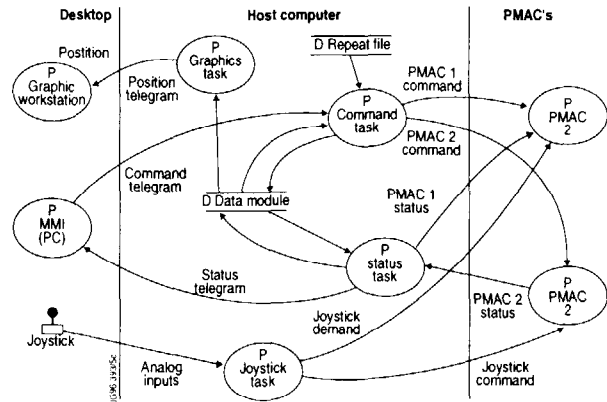 Desktop
Host computer
PMAC's
D Repeat file
P
Graphics
task
Postition
P
Graphic
workstation
Position
telegram
P
Command
task
PMAC 1
command
P
PMAC
2
PMAC 2
command
Command
telegram
D Data module
PMAC 1
status
P
MMI
(PC)
P
status
task
Status
telegram
PMAC 2
status
P
PMAC
2
Joystick
Joystick
demand
Analog
inputs
P
Joystick
task
Joystick
command